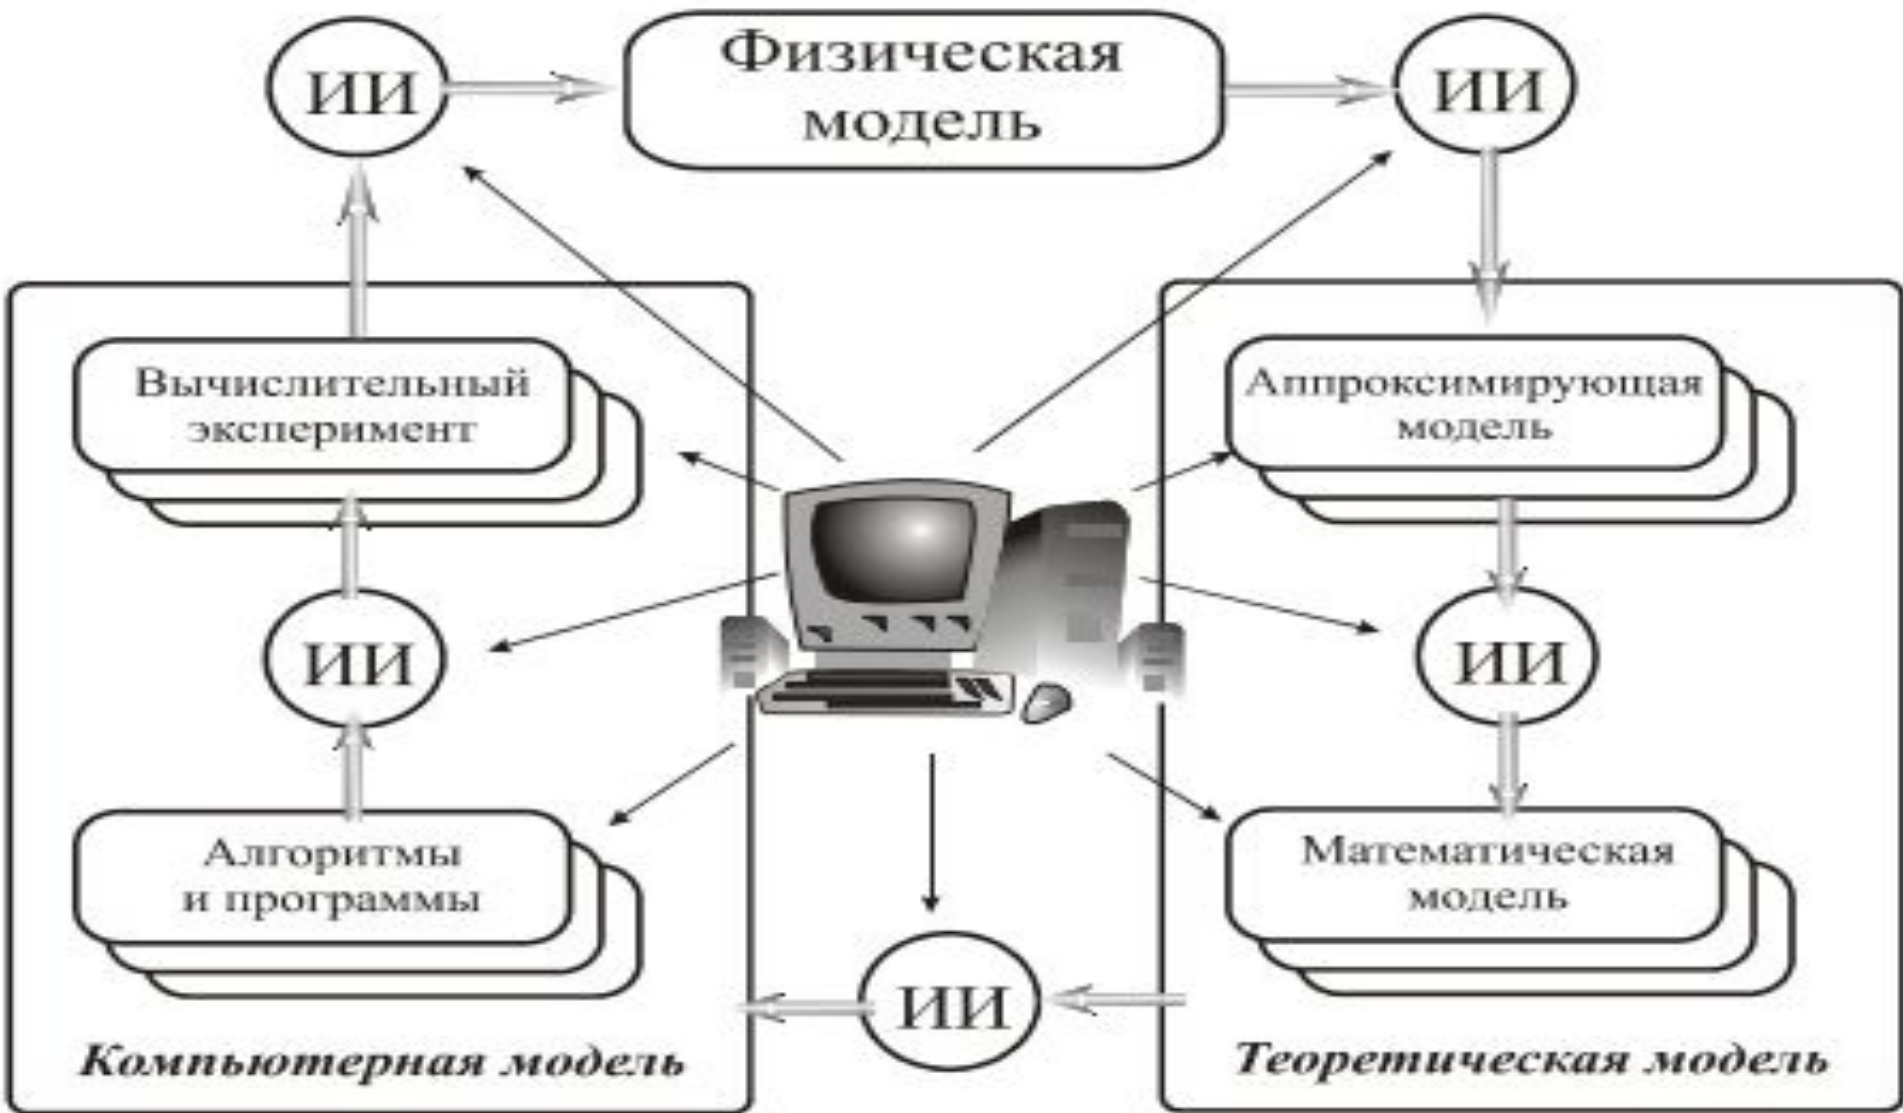 ИИ
Физическая
модель
ИИ
Вычислительный
эксперимент
Аппроксимирующая
модель
ИИ
ИИ
Алгоритмы
и программы
Математическая
модель
ИИ
Компьютерная модель
Теоретическая модель